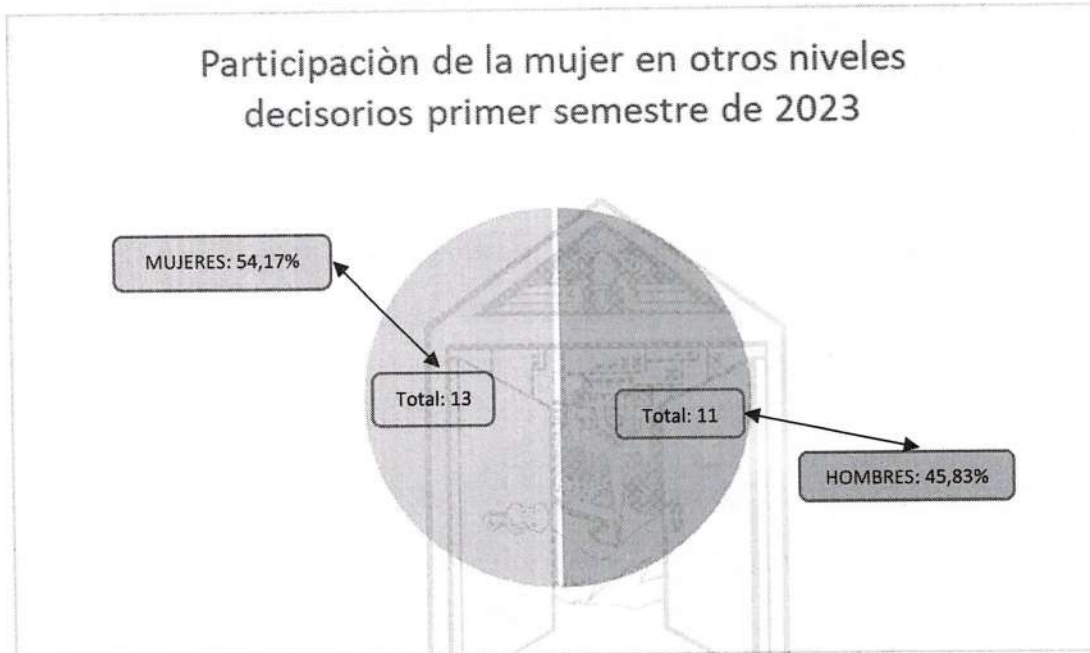 Participaciòn de la mujer en otros niveles
decisorios primer semestre de 2023
MUJERES: 54,17%
Total: 13
Total: 11
HOMBRES: 45,83%